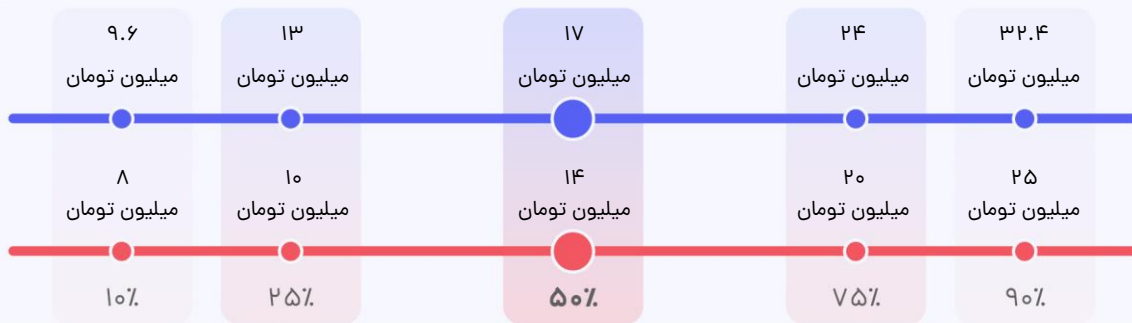 ۹.۶ ۱۳ ۱۷ ۲۴ ۳۲.۴
میلیون تومان میلیون تومان میلیون تومان میلیون تومان میلیون تومان
۸ ۱۰ ۱۴ ۲۰ ۲۵
میلیون تومان میلیون تومان میلیون تومان میلیون تومان میلیون تومان
۱۰٪ ۲۵٪ ۵۰٪ ۷۵٪ ۹۰٪